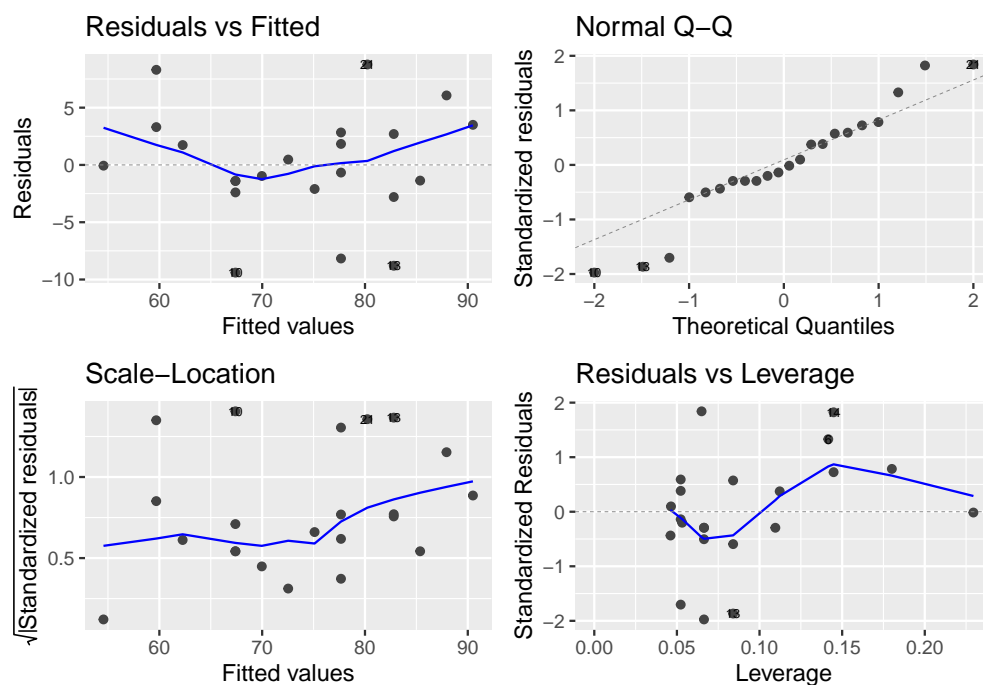 Residuals vs Fitted
Residuals
5
0
−5
−10
21
10
13
60 70 80 90
Fitted values
Normal Q−Q
Standardized residuals
2
1
0
−1
−2
21
10
13
−2 −1 0 1 2
Theoretical Quantiles
Scale−Location
√|Standardized residuals|
1.0
0.5
10
21
13
60 70 80 90
Fitted values
Residuals vs Leverage
Standardized Residuals
2
1
0
−1
−2
14
6
13
0.00 0.05 0.10 0.15 0.20
Leverage